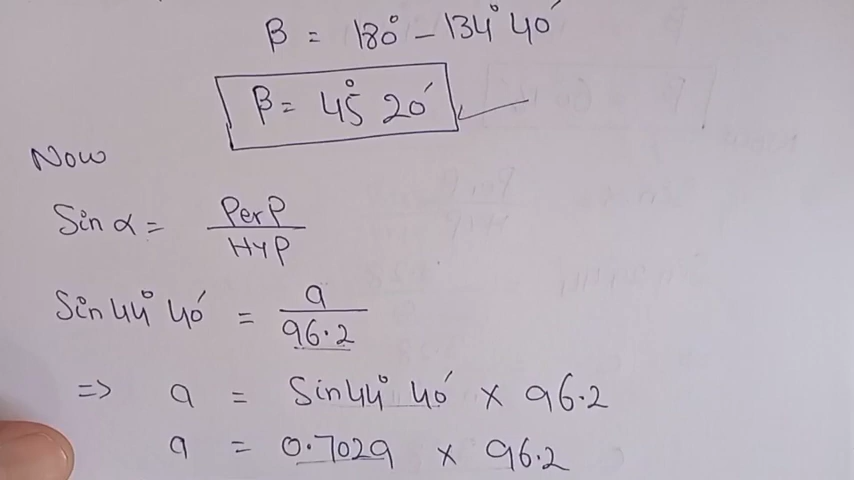 β = 180° - 134° 40'
β = 45° 20'
Now
Sin α = PerP / HYP
Sin 44° 40' = a / 96.2
=> a = Sin 44° 40' × 96.2
a = 0.7029 × 96.2